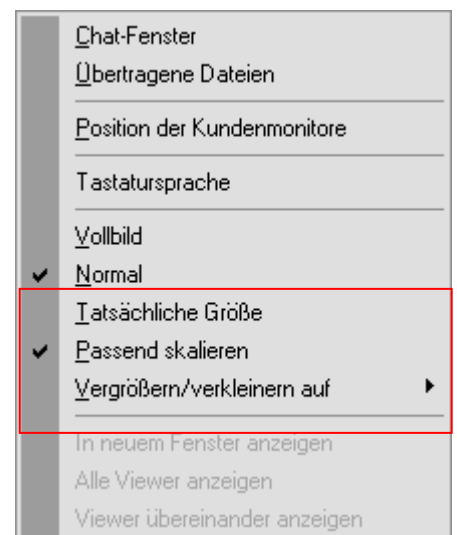 Chat-Fenster
Übertragene Dateien
Position der Kundenmonitore
Tastatursprache
Vollbild
Normal
Tatsächliche Größe
Passend skalieren
Vergrößern/verkleinern auf
In neuem Fenster anzeigen
Alle Viewer anzeigen
Viewer übereinander anzeigen